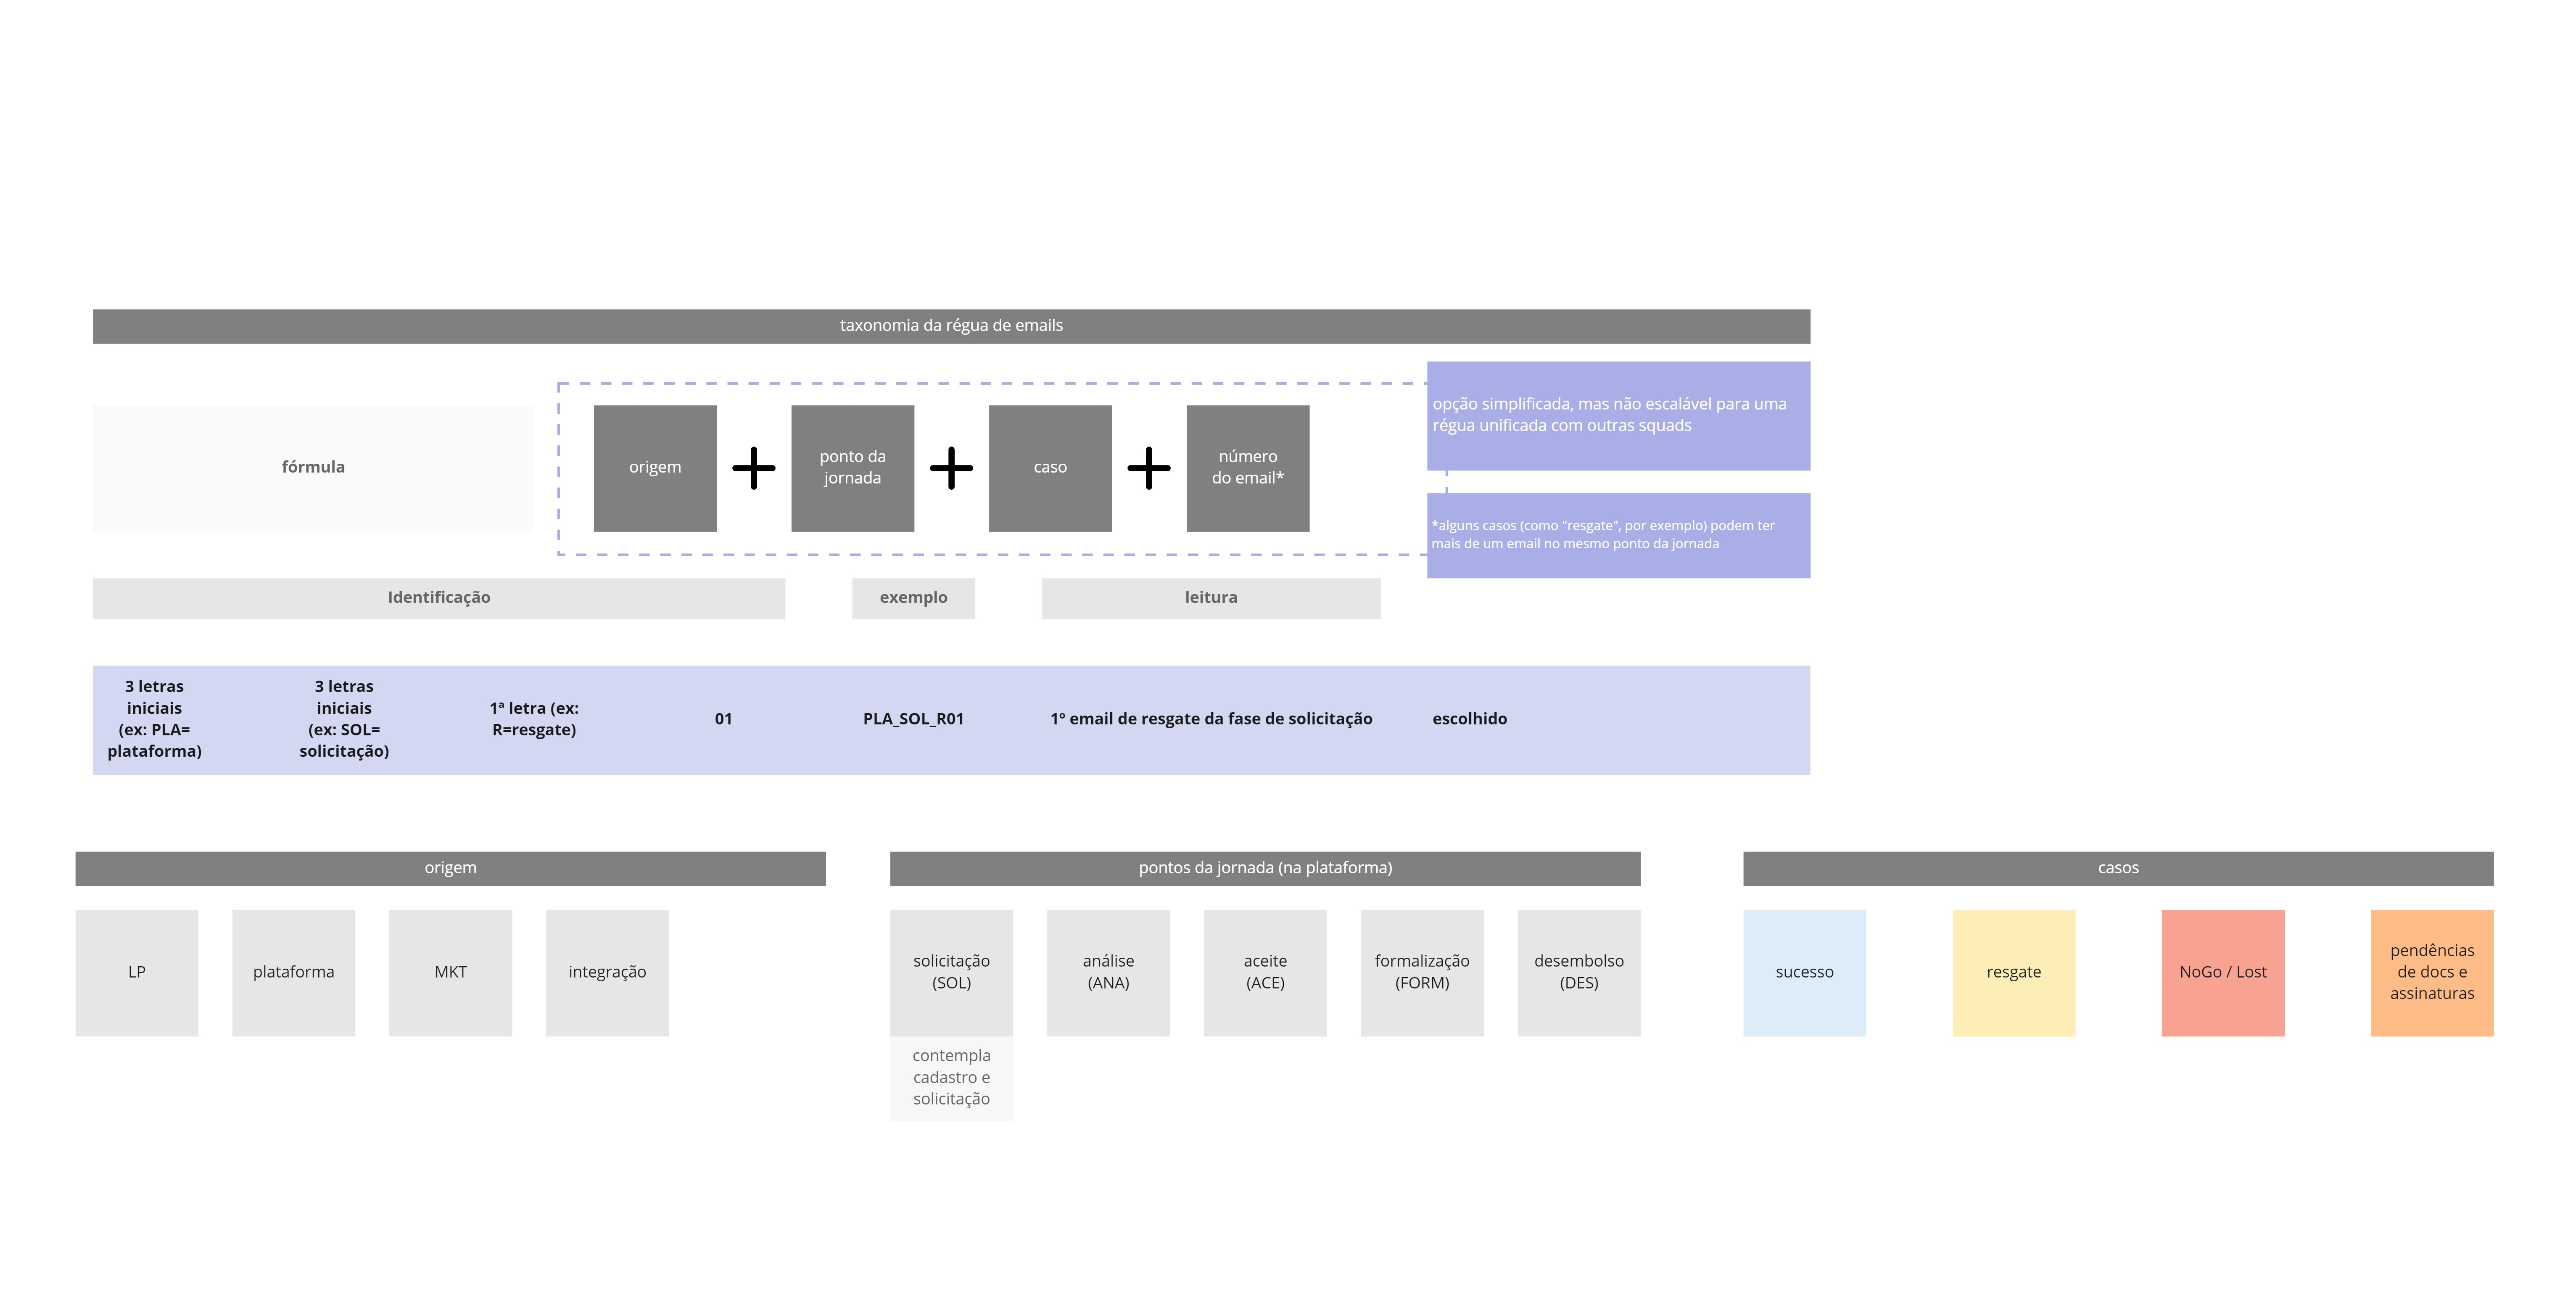 taxonomia da régua de emails
fórmula
origem
ponto da
jornada
caso
número
do email*
opção simplificada, mas não escalável para uma
régua unificada com outras squads
*alguns casos (como "resgate", por exemplo) podem ter
mais de um email no mesmo ponto da jornada
Identificação
exemplo
leitura
3 letras
iniciais
(ex: PLA=
plataforma)
3 letras
iniciais
(ex: SOL=
solicitação)
1ª letra (ex:
R=resgate)
01
PLA_SOL_R01
1º email de resgate da fase de solicitação
escolhido
origem
LP
plataforma
MKT
integração
pontos da jornada (na plataforma)
solicitação
(SOL)
contempla
cadastro e
solicitação
análise
(ANA)
aceite
(ACE)
formalização
(FORM)
desembolso
(DES)
casos
sucesso
resgate
NoGo / Lost
pendências
de docs e
assinaturas